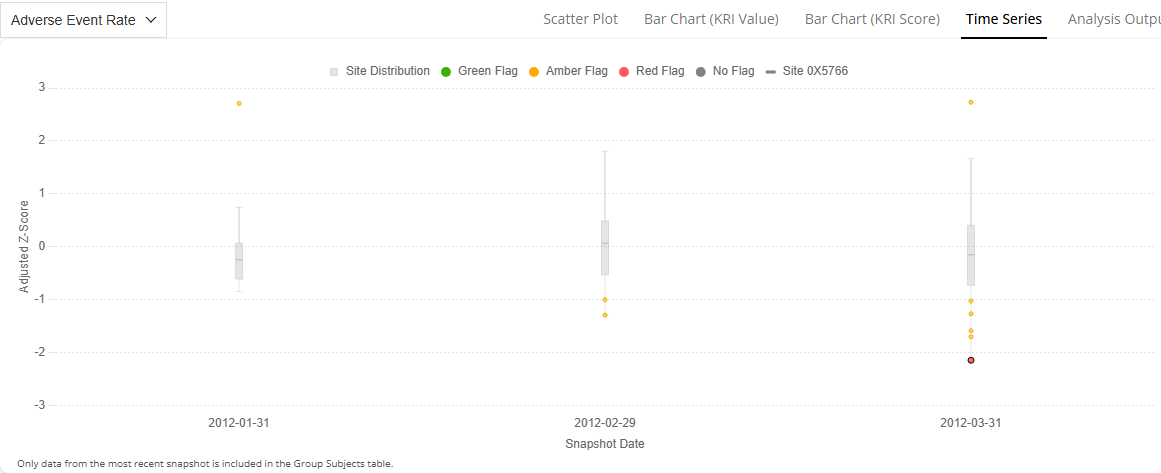 Adverse Event Rate
Scatter Plot Bar Chart (KRI Value) Bar Chart (KRI Score) Time Series Analysis Outpu
Site Distribution Green Flag Amber Flag Red Flag No Flag Site 0X5766
3
2
1
0
-1
-2
-3
Adjusted Z-Score
2012-01-31 2012-02-29 2012-03-31
Snapshot Date
Only data from the most recent snapshot is included in the Group Subjects table.